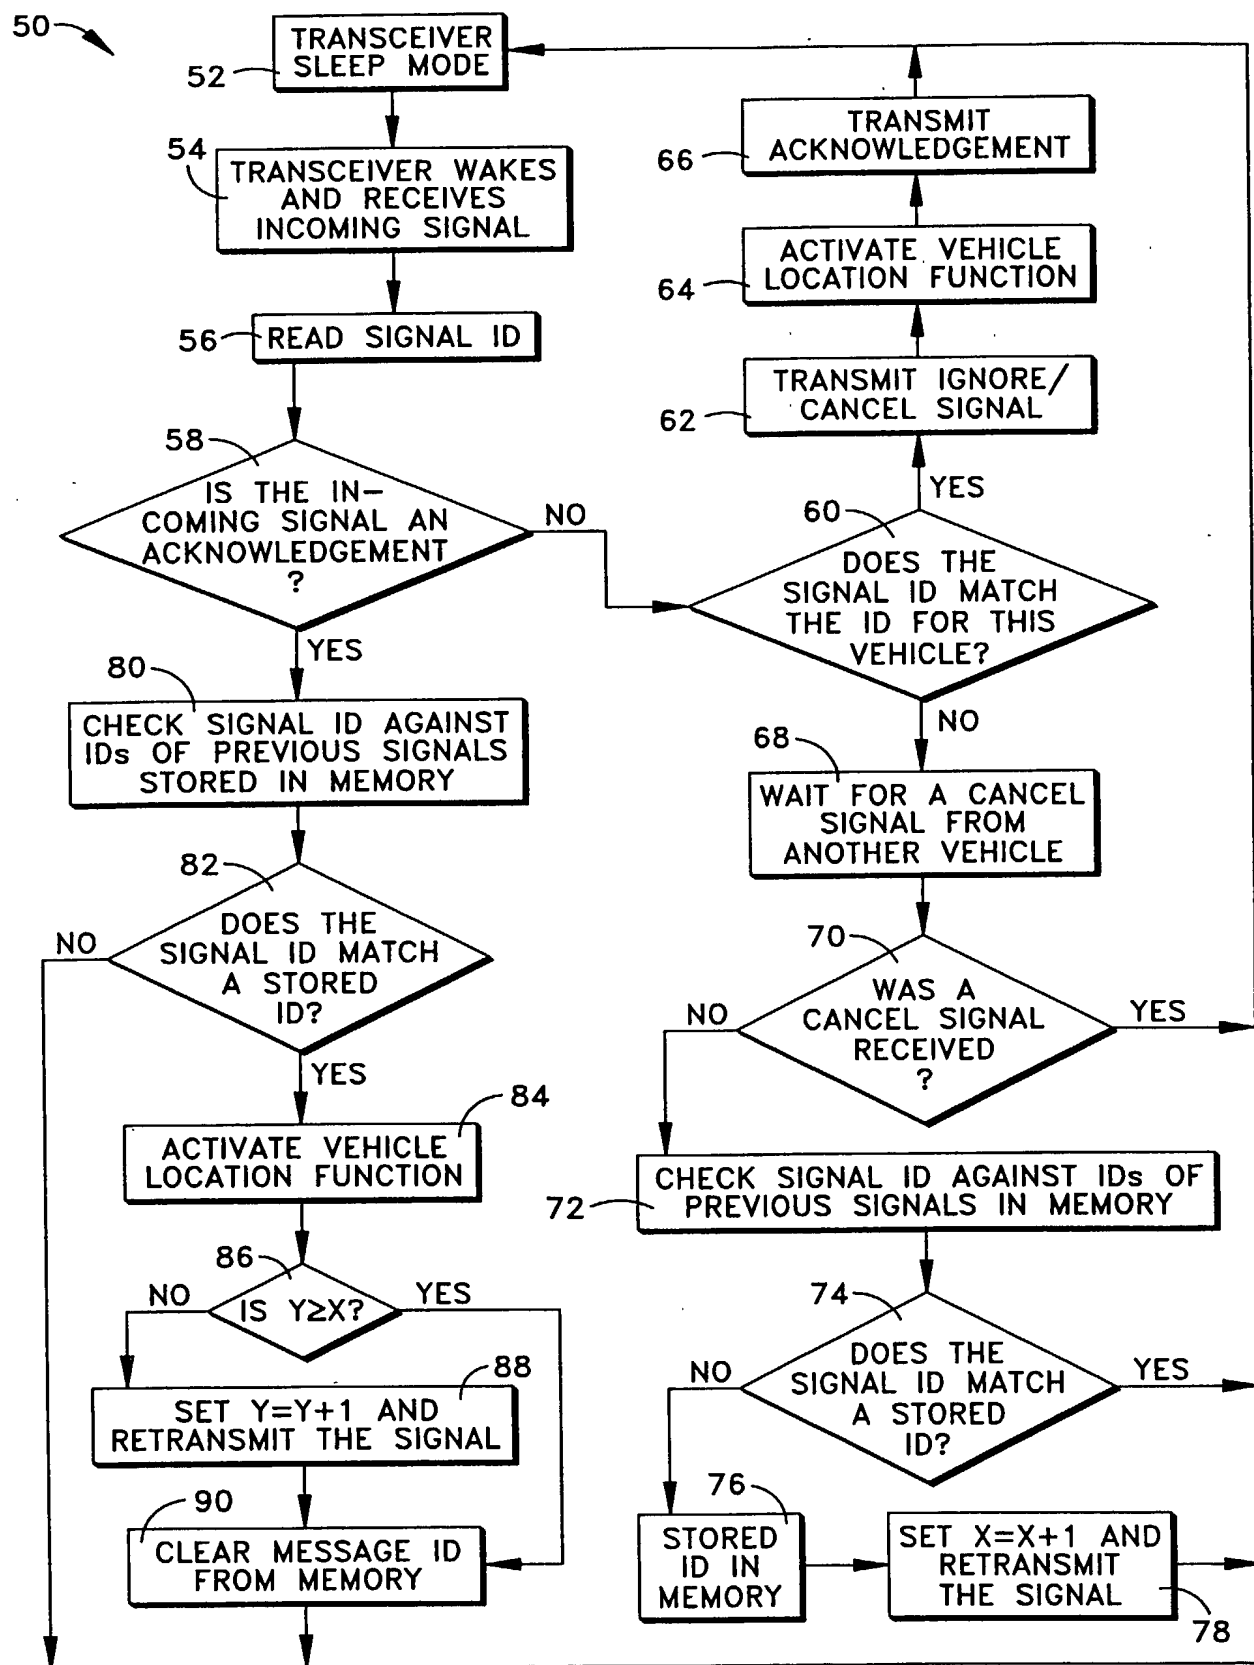 50
TRANSCEIVER
SLEEP MODE
52
54
TRANSCEIVER WAKES
AND RECEIVES
INCOMING SIGNAL
56
READ SIGNAL ID
58
IS THE IN-
COMING SIGNAL AN
ACKNOWLEDGEMENT
?
NO
YES
60
DOES THE
SIGNAL ID MATCH
THE ID FOR THIS
VEHICLE?
YES
NO
62
TRANSMIT IGNORE/
CANCEL SIGNAL
64
ACTIVATE VEHICLE
LOCATION FUNCTION
66
TRANSMIT
ACKNOWLEDGEMENT
68
WAIT FOR A CANCEL
SIGNAL FROM
ANOTHER VEHICLE
70
WAS A
CANCEL SIGNAL
RECEIVED
?
NO
YES
72
CHECK SIGNAL ID AGAINST IDs OF
PREVIOUS SIGNALS IN MEMORY
74
DOES THE
SIGNAL ID MATCH
A STORED
ID?
NO
YES
76
STORED
ID IN
MEMORY
SET X=X+1 AND
RETRANSMIT
THE SIGNAL
78
80
CHECK SIGNAL ID AGAINST
IDs OF PREVIOUS SIGNALS
STORED IN MEMORY
82
DOES THE
SIGNAL ID MATCH
A STORED
ID?
NO
YES
84
ACTIVATE VEHICLE
LOCATION FUNCTION
86
IS Y≥X?
NO
YES
88
SET Y=Y+1 AND
RETRANSMIT THE SIGNAL
90
CLEAR MESSAGE ID
FROM MEMORY